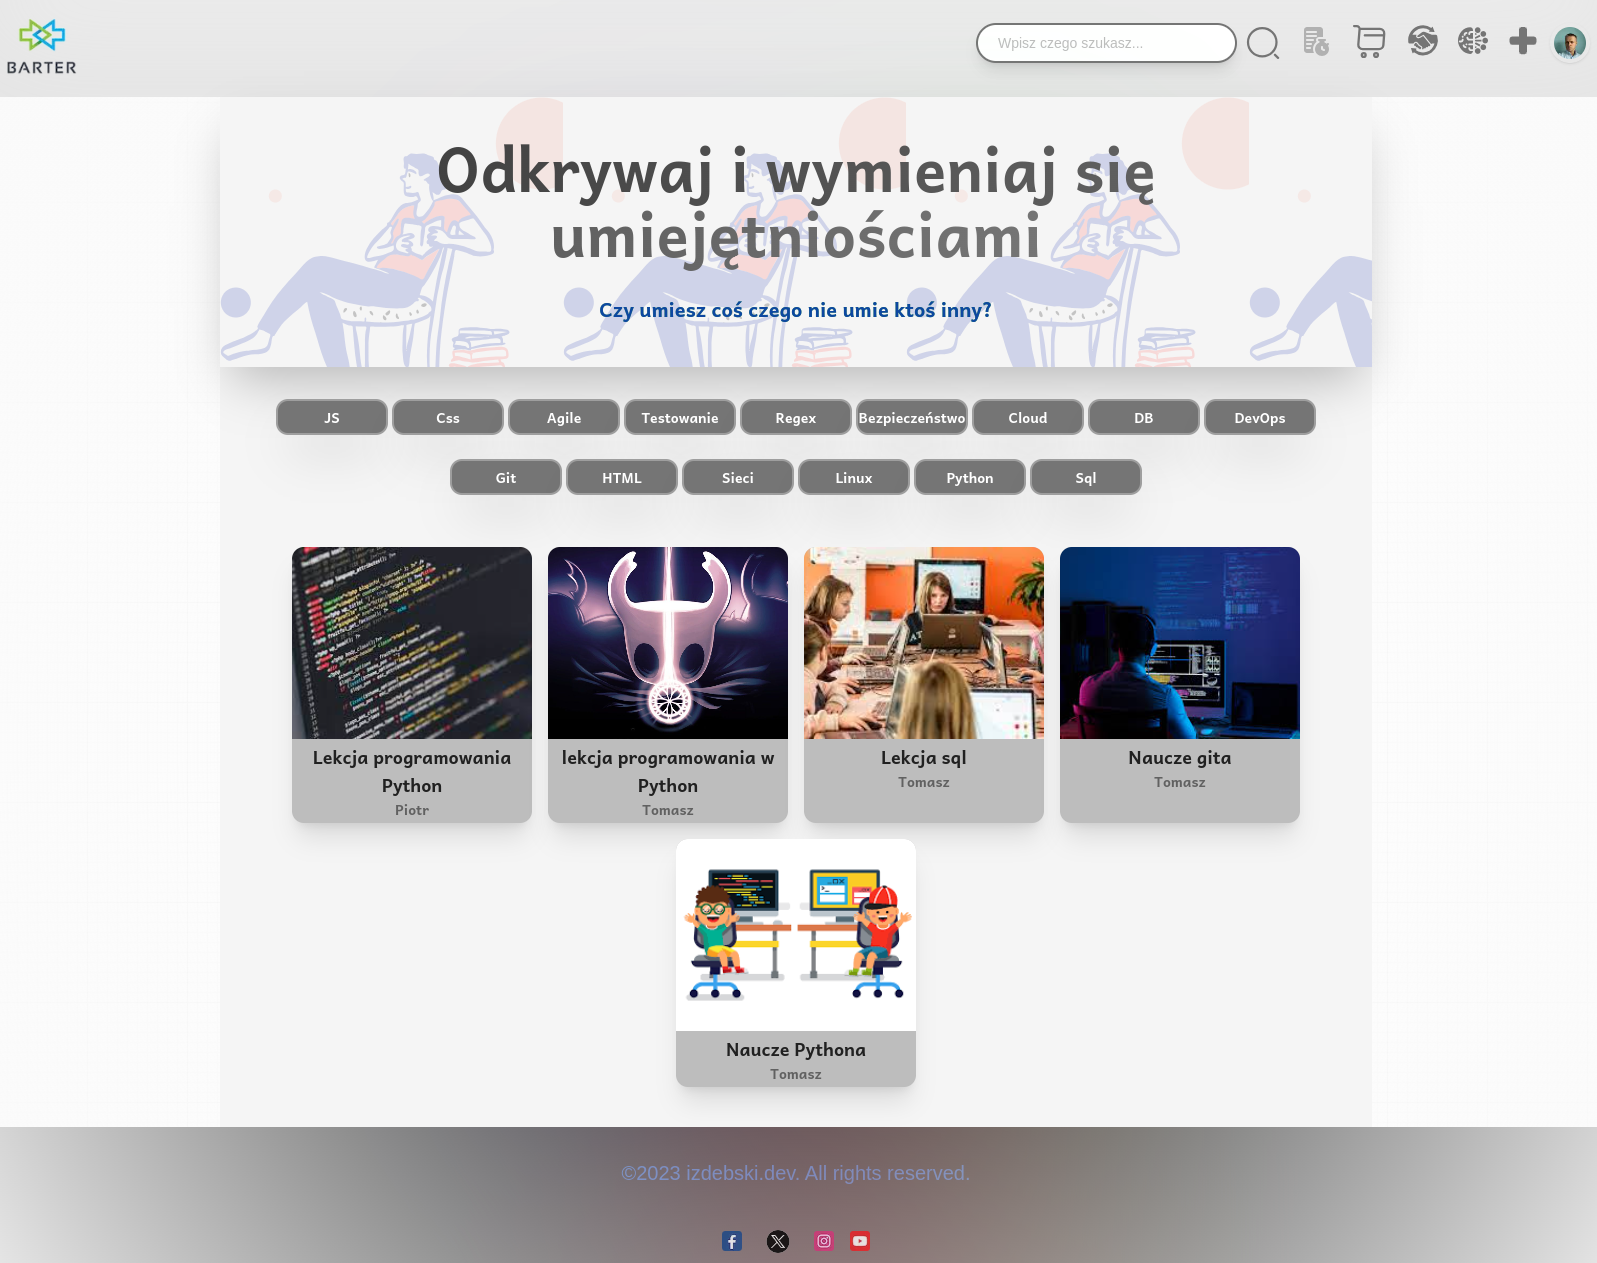 BARTER
Wpisz czego szukasz...
Odkrywaj i wymieniaj się
umiejętniościami
Czy umiesz coś czego nie umie ktoś inny?
JS
Css
Agile
Testowanie
Regex
Bezpieczeństwo
Cloud
DB
DevOps
Git
HTML
Sieci
Linux
Python
Sql
Lekcja programowania
Python
Piotr
lekcja programowania w
Python
Tomasz
Lekcja sql
Tomasz
Naucze gita
Tomasz
Naucze Pythona
Tomasz
©2023 izdebski.dev. All rights reserved.